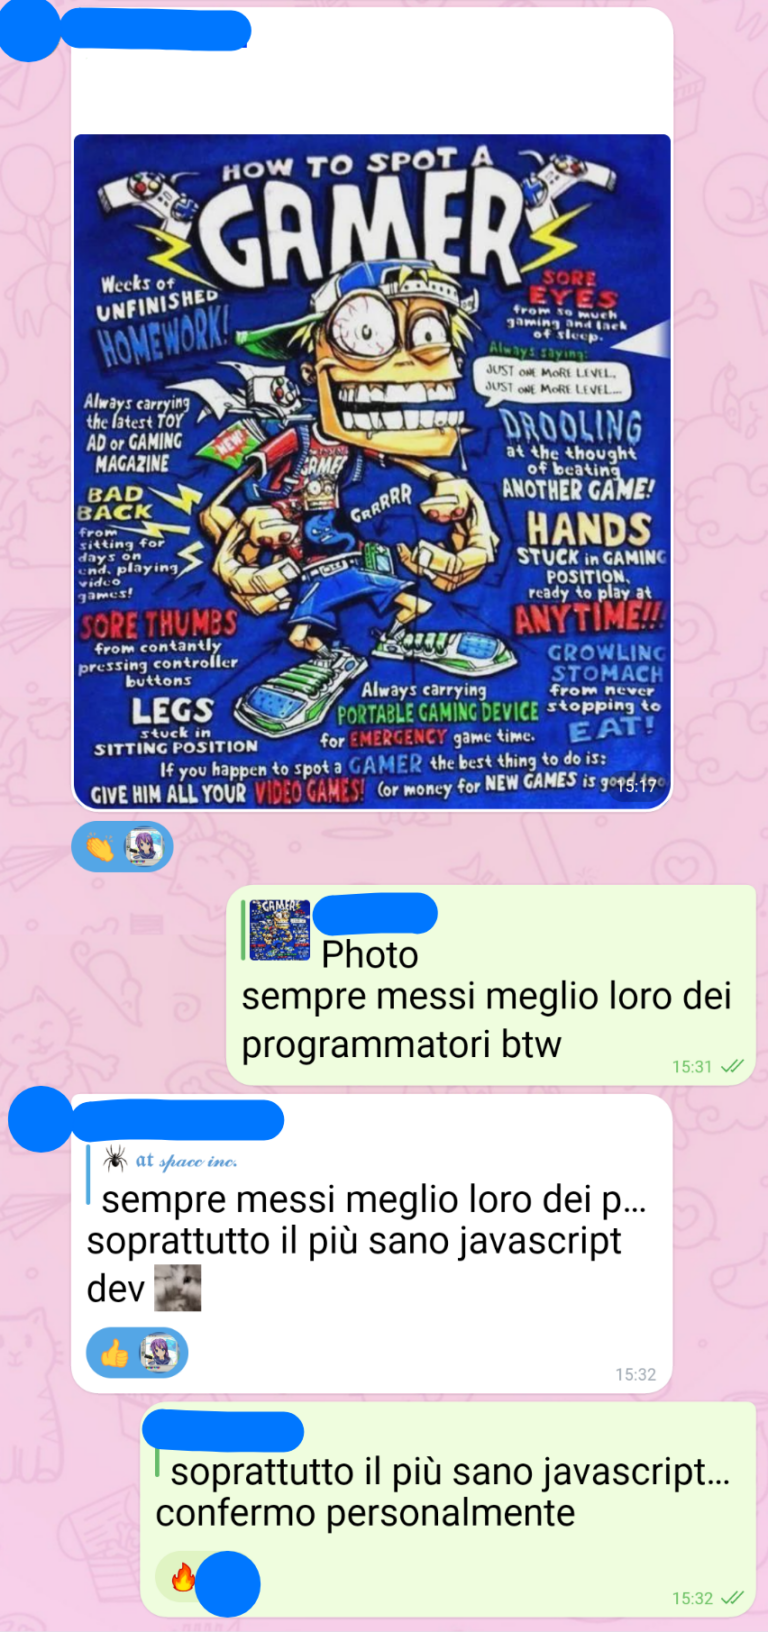 HOW TO SPOT A
GAMER
Weeks of
UNFINISHED
HOMEWORK!
SORE
EYES
from so much
gaming and lack
of sleep.
Always saying:
JUST ONE MORE LEVEL.
JUST ONE MORE LEVEL...
Always carrying
the latest TOY
AD or GAMING
MAGAZINE
NEW!
GAMER
DROOLING
at the thought
of beating
ANOTHER GAME!
BAD
BACK
from
sitting for
days on
end, playing
video
games!
GRRRR
HANDS
STUCK in GAMING
POSITION,
ready to play at
ANYTIME!!!
SORE THUMBS
from contantly
pressing controller
buttons
GROWLING
STOMACH
from never
stopping to
EAT!
LEGS
stuck in
SITTING POSITION
Always carrying
PORTABLE GAMING DEVICE
for EMERGENCY game time.
If you happen to spot a GAMER the best thing to do is:
GIVE HIM ALL YOUR VIDEO GAMES! (or money for NEW GAMES is good too
15:17
Photo
sempre messi meglio loro dei
programmatori btw
15:31
at space inc.
sempre messi meglio loro dei p...
soprattutto il più sano javascript
dev
15:32
soprattutto il più sano javascript...
confermo personalmente
15:32